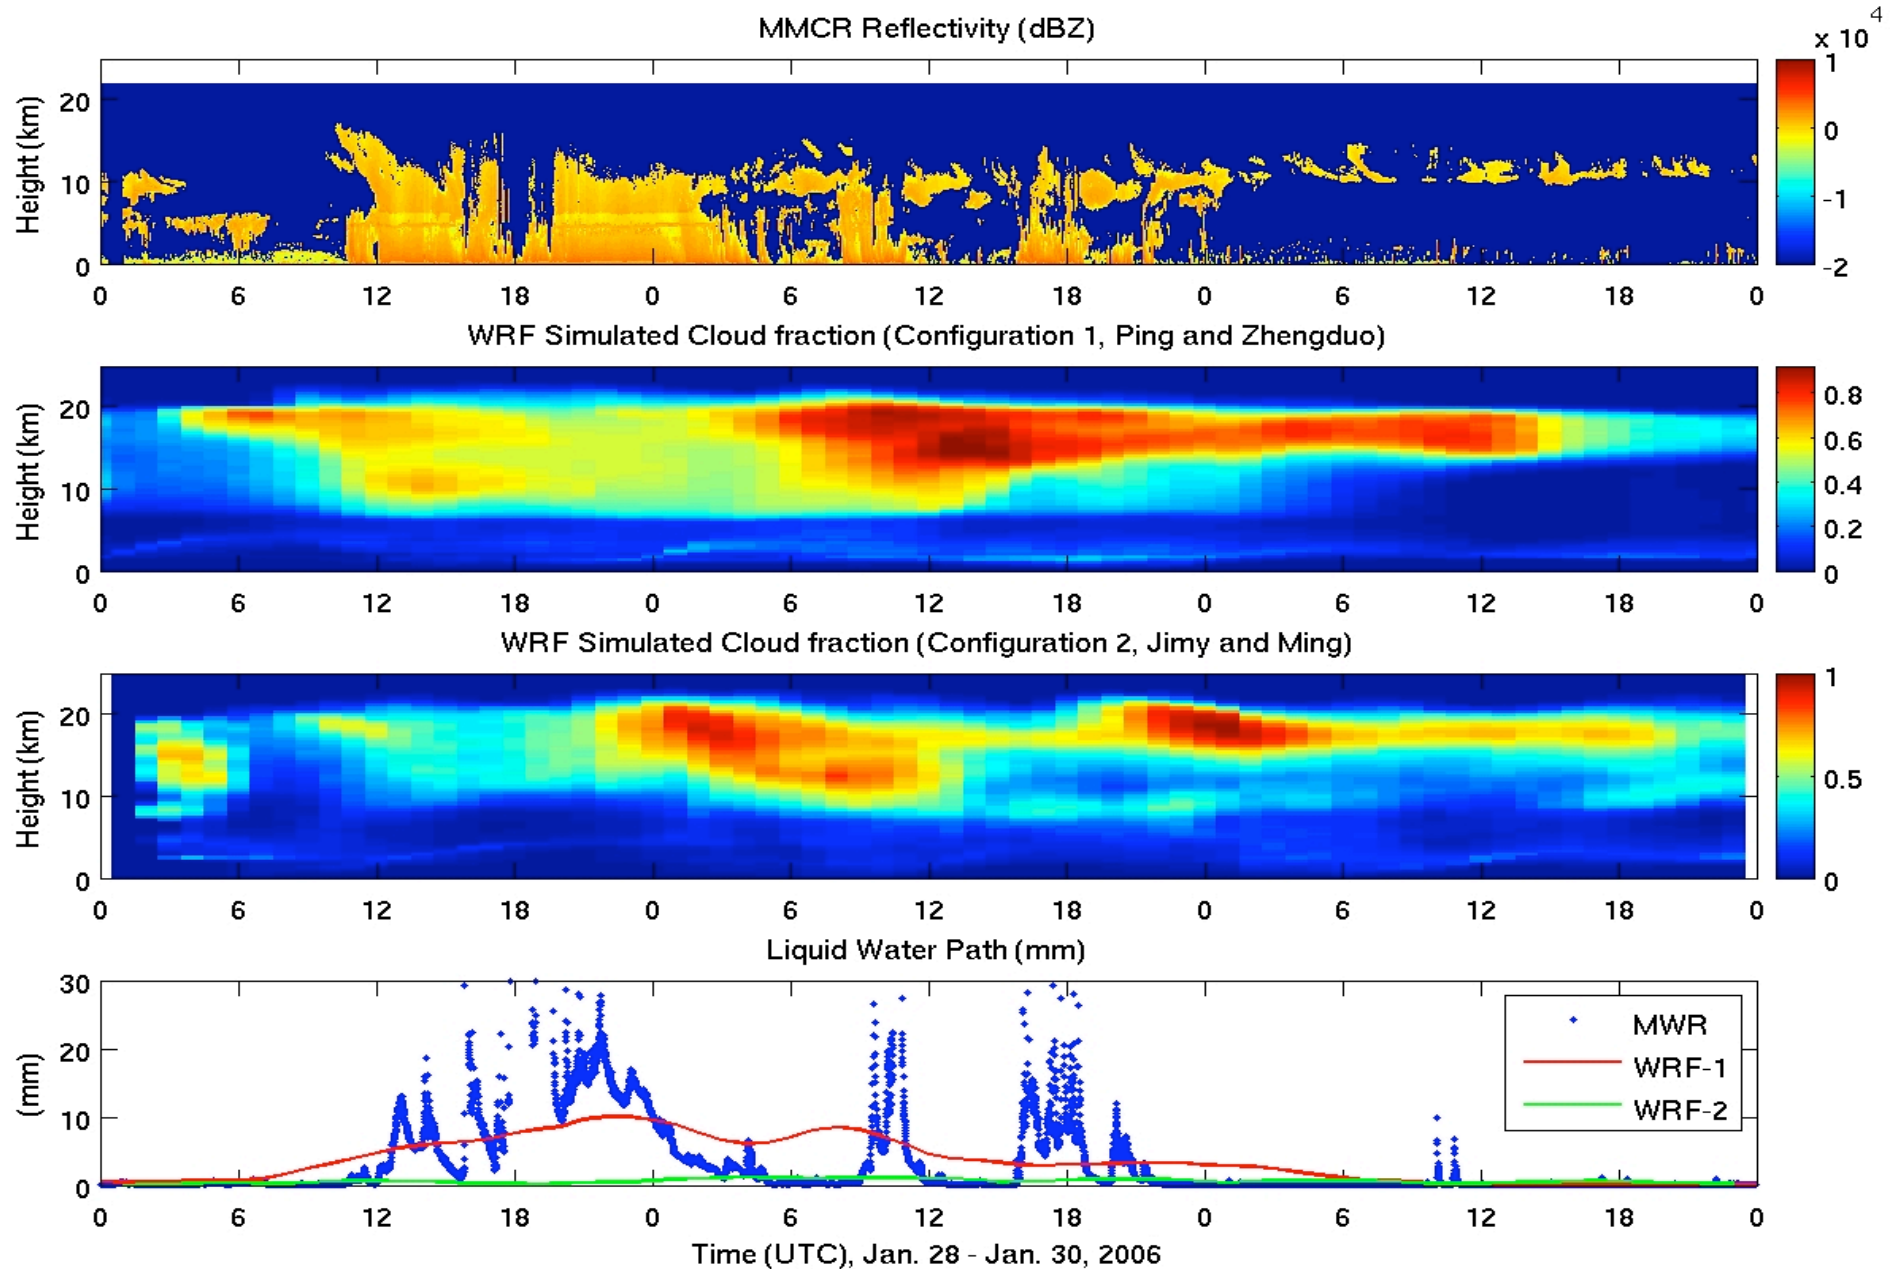 MMCR Reflectivity (dBZ)
4
x 10
Height (km)
20
10
0
1
0
-1
-2
0 6 12 18 0 6 12 18 0 6 12 18 0
WRF Simulated Cloud fraction (Configuration 1, Ping and Zhengduo)
Height (km)
20
10
0
0.8
0.6
0.4
0.2
0
0 6 12 18 0 6 12 18 0 6 12 18 0
WRF Simulated Cloud fraction (Configuration 2, Jimy and Ming)
Height (km)
20
10
0
1
0.5
0
0 6 12 18 0 6 12 18 0 6 12 18 0
Liquid Water Path (mm)
(mm)
30
20
10
0
MWR
WRF-1
WRF-2
0 6 12 18 0 6 12 18 0 6 12 18 0
Time (UTC), Jan. 28 - Jan. 30, 2006